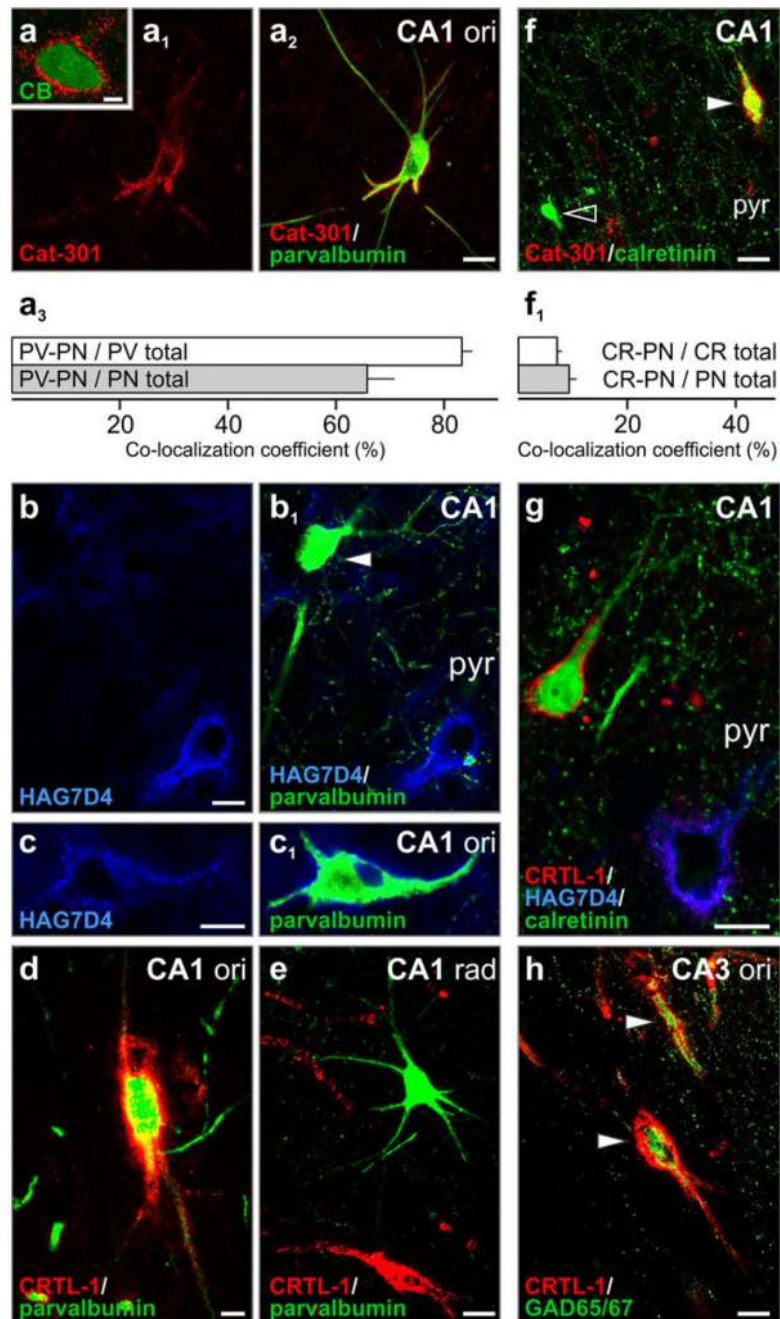 a
CB
a1
Cat-301
a2
CA1 ori
Cat-301/
parvalbumin
f
CA1
pyr
Cat-301/calretinin
a3
PV-PN / PV total
PV-PN / PN total
20 40 60 80
Co-localization coefficient (%)
f1
CR-PN / CR total
CR-PN / PN total
20 40
Co-localization coefficient (%)
b
HAG7D4
b1
CA1
pyr
HAG7D4/
parvalbumin
c
HAG7D4
c1
CA1 ori
parvalbumin
g
CA1
pyr
CRTL-1/
HAG7D4/
calretinin
d
CA1 ori
CRTL-1/
parvalbumin
e
CA1 rad
CRTL-1/
parvalbumin
h
CA3 ori
CRTL-1/
GAD65/67